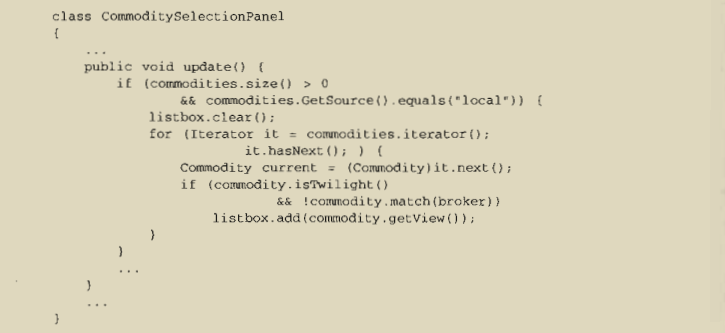 class CommoditySelectionPanel
{
    ...
    public void update() {
        if (commodities.size() > 0
                && commodities.GetSource().equals("local")) {
            listbox.clear();
            for (Iterator it = commodities.iterator();
                        it.hasNext(); ) {
                Commodity current = (Commodity)it.next();
                if (commodity.isTwilight()
                            && !commodity.match(broker))
                    listbox.add(commodity.getView());
            }
        }
        ...
    }
    ...
}